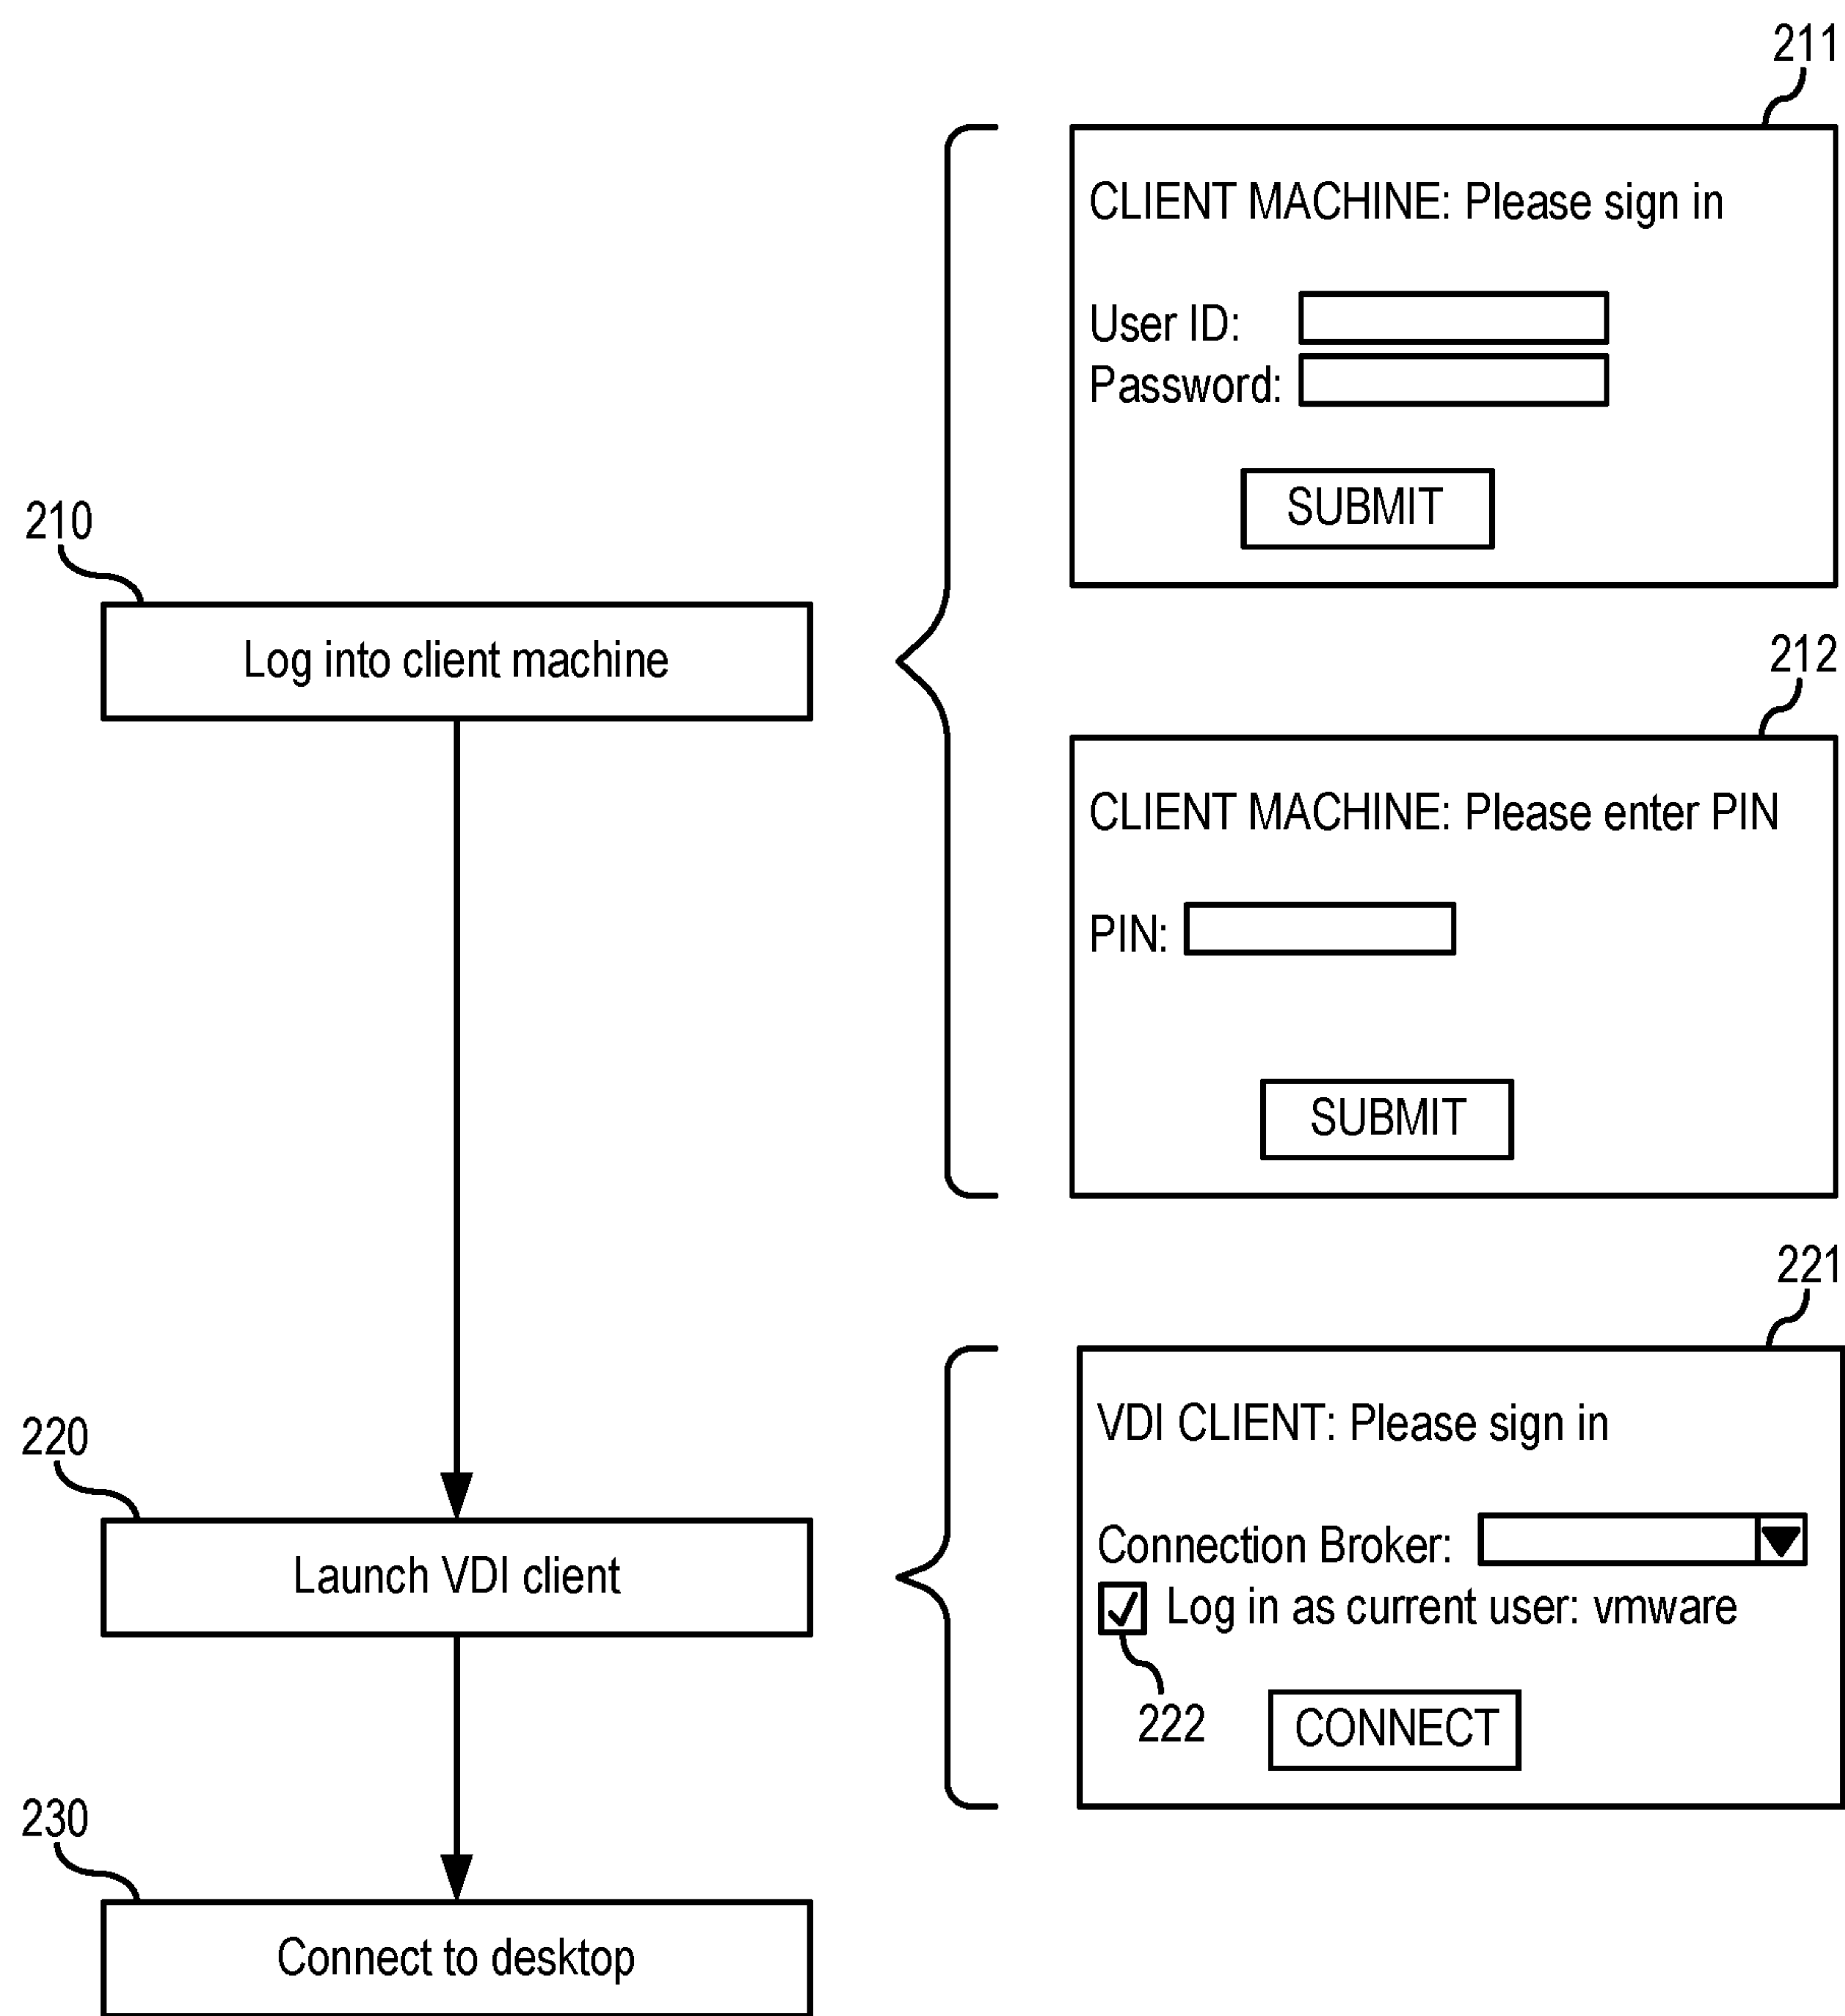 211
CLIENT MACHINE: Please sign in
User ID:
Password:
SUBMIT
210
Log into client machine
212
CLIENT MACHINE: Please enter PIN
PIN:
SUBMIT
221
VDI CLIENT: Please sign in
220
Launch VDI client
Connection Broker:
Log in as current user: vmware
222
CONNECT
230
Connect to desktop